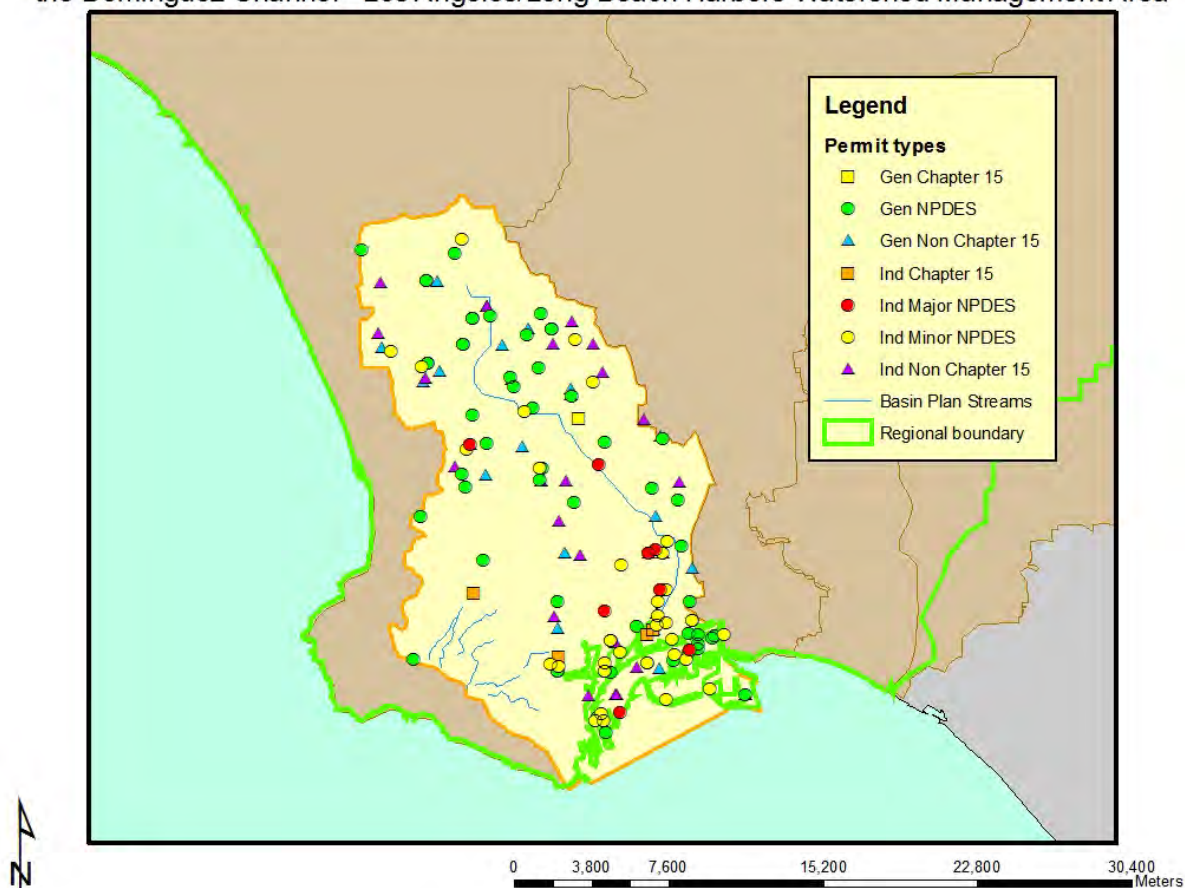 the Dominguez Channel - Los Angeles/Long Beach Harbors Watershed Management Area
Legend
Permit types
Gen Chapter 15
Gen NPDES
Gen Non Chapter 15
Ind Chapter 15
Ind Major NPDES
Ind Minor NPDES
Ind Non Chapter 15
Basin Plan Streams
Regional boundary
N
0 3,800 7,600 15,200 22,800 30,400
Meters